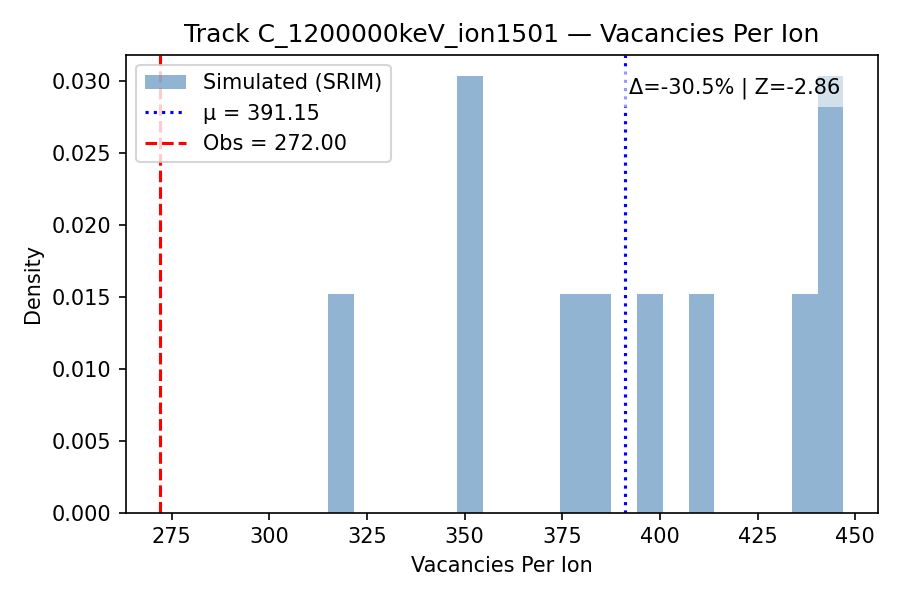 Track C_1200000keV_ion1501 — Vacancies Per Ion
Simulated (SRIM)
μ = 391.15
Obs = 272.00
Δ=-30.5% | Z=-2.86
Density
0.030
0.025
0.020
0.015
0.010
0.005
0.000
275 300 325 350 375 400 425 450
Vacancies Per Ion